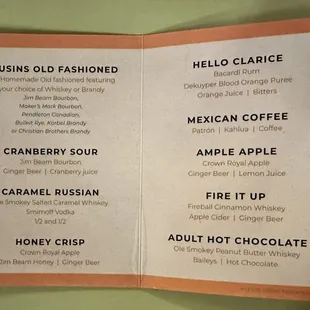 USINS OLD FASHIONED
Homemade Old fashioned featuring
your choice of Whiskey or Brandy
Jim Beam Bourbon,
Maker's Mark Bourbon,
Pendleton Canadian,
Bulleit Rye, Korbel Brandy
or Christian Brothers Brandy
CRANBERRY SOUR
Jim Beam Bourbon
Ginger Beer | Cranberry juice
CARAMEL RUSSIAN
Ole Smokey Salted Caramel Whiskey
Smirnoff Vodka
1/2 and 1/2
HONEY CRISP
Crown Royal Apple
Jim Beam Honey | Ginger Beer
HELLO CLARICE
Bacardi Rum
Dekuyper Blood Orange Puree
Orange Juice | Bitters
MEXICAN COFFEE
Patrón | Kahlua | Coffee
AMPLE APPLE
Crown Royal Apple
Ginger Beer | Lemon Juice
FIRE IT UP
Fireball Cinnamon Whiskey
Apple Cider | Ginger Beer
ADULT HOT CHOCOLATE
Ole Smokey Peanut Butter Whiskey
Baileys | Hot Chocolate